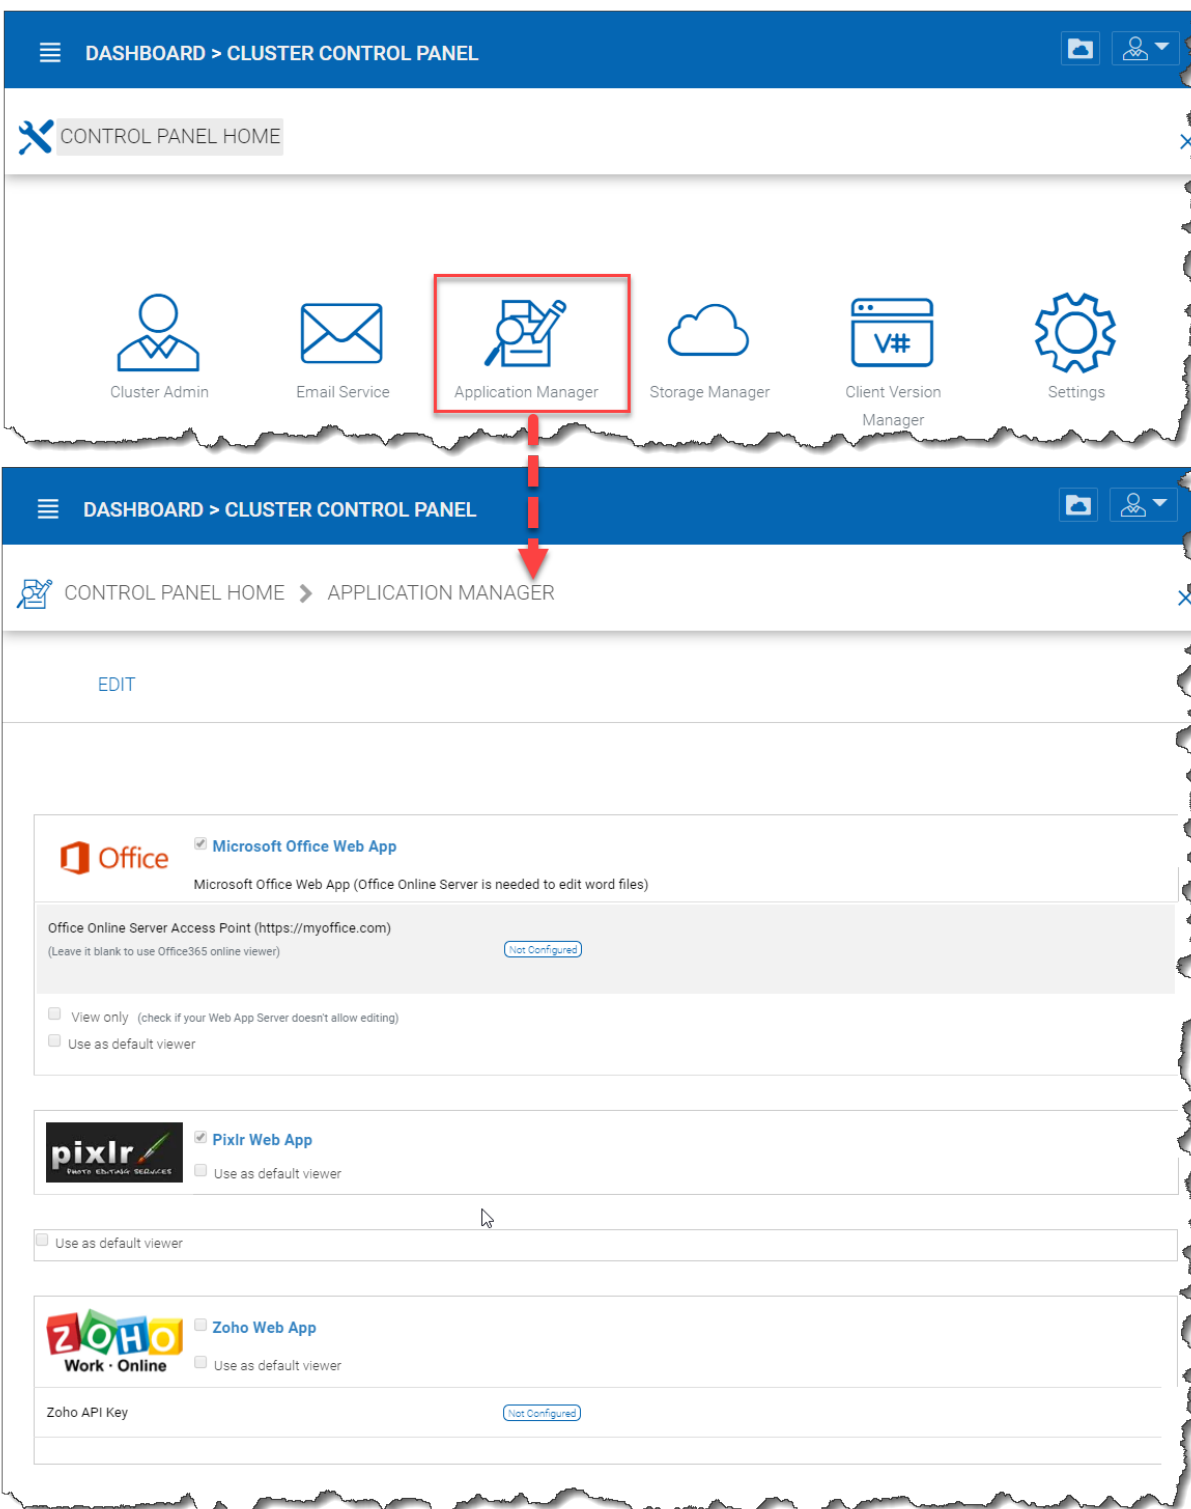 DASHBOARD > CLUSTER CONTROL PANEL
CONTROL PANEL HOME
V#
Cluster Admin
Email Service
Application Manager
Storage Manager
Client Version
Manager
Settings
DASHBOARD > CLUSTER CONTROL PANEL
CONTROL PANEL HOME > APPLICATION MANAGER
EDIT
Office
Microsoft Office Web App
Microsoft Office Web App (Office Online Server is needed to edit word files)
Office Online Server Access Point (https://myoffice.com)
(Leave it blank to use Office365 online viewer)
Not Configured
View only (check if your Web App Server doesn't allow editing)
Use as default viewer
pixlr
PHOTO EDITING SERVICES
Pixlr Web App
Use as default viewer
Use as default viewer
ZOHO
Work · Online
Zoho Web App
Use as default viewer
Zoho API Key
Not Configured